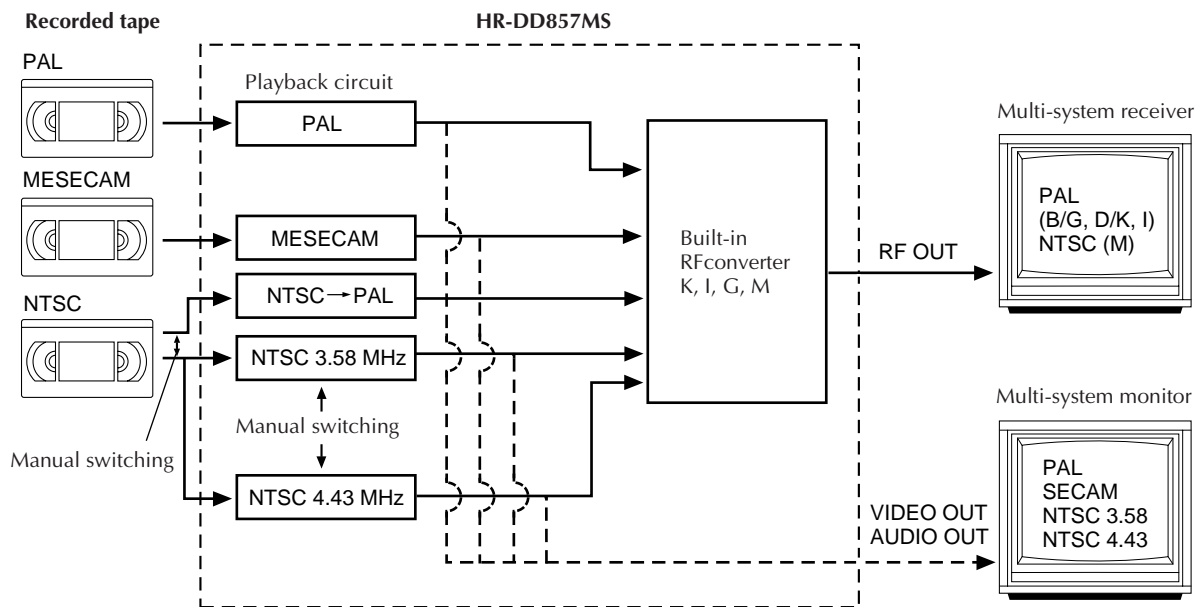 Recorded tape
HR-DD857MS
PAL
Playback circuit
PAL
MESECAM
MESECAM
NTSC
NTSC→PAL
NTSC 3.58 MHz
Manual switching
Manual switching
NTSC 4.43 MHz
Built-in
RFconverter
K, I, G, M
RF OUT
VIDEO OUT
AUDIO OUT
Multi-system receiver
PAL
(B/G, D/K, I)
NTSC (M)
Multi-system monitor
PAL
SECAM
NTSC 3.58
NTSC 4.43